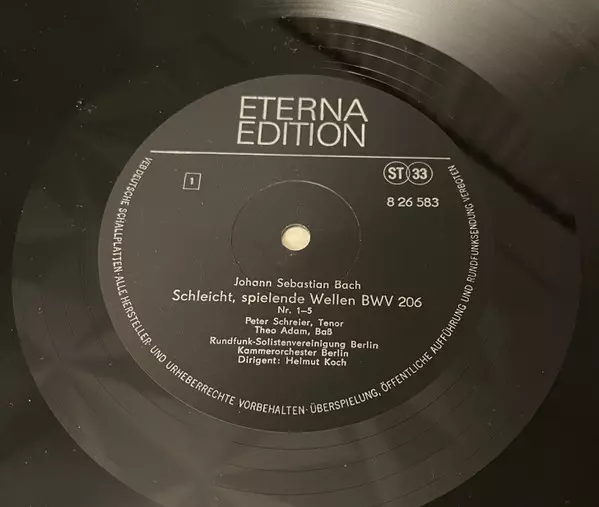 ETERNA
EDITION
1
ST 33
8 26 583
Johann Sebastian Bach
Schleicht, spielende Wellen BWV 206
Nr. 1–5
Peter Schreier, Tenor
Theo Adam, Baß
Rundfunk-Solistenvereinigung Berlin
Kammerorchester Berlin
Dirigent: Helmut Koch
VEB DEUTSCHE SCHALLPLATTEN · ALLE HERSTELLER- UND URHEBERRECHTE VORBEHALTEN · ÜBERSPIELUNG, ÖFFENTLICHE AUFFÜHRUNG UND RUNDFUNKSENDUNG VERBOTEN